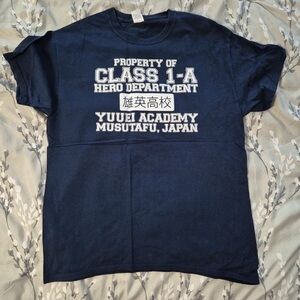 PROPERTY OF
CLASS 1-A
HERO DEPARTMENT
雄英高校
YUUEI ACADEMY
MUSUTAFU, JAPAN